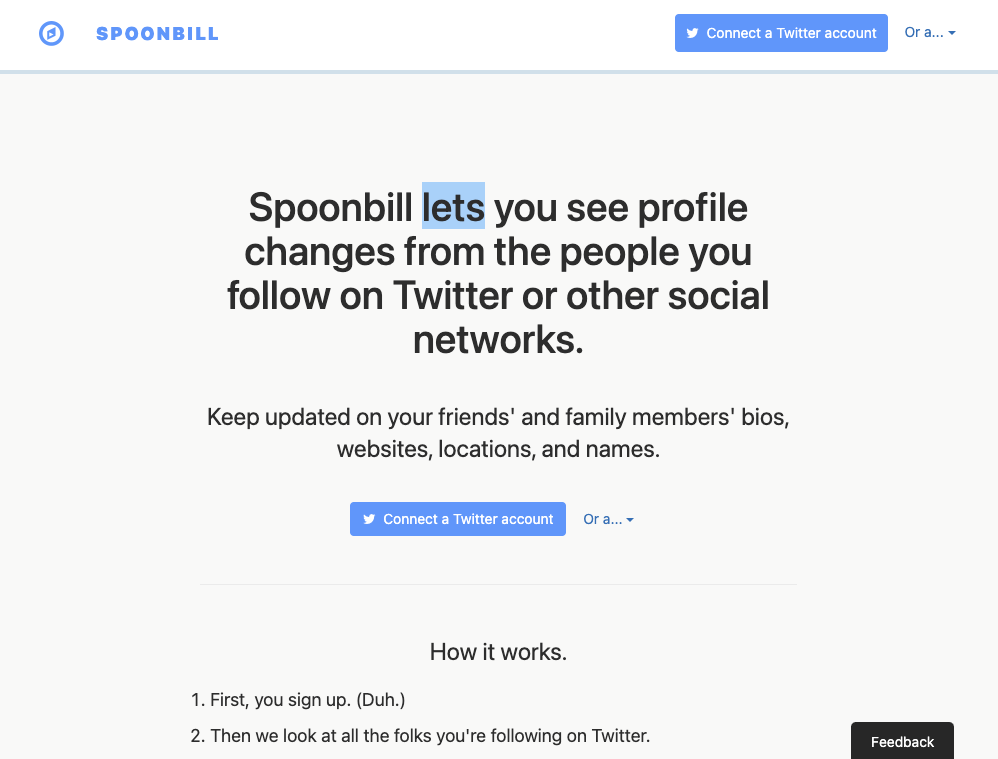 SPOONBILL
Connect a Twitter account
Or a...
Spoonbill lets you see profile
changes from the people you
follow on Twitter or other social
networks.
Keep updated on your friends' and family members' bios,
websites, locations, and names.
Connect a Twitter account
Or a...
How it works.
1. First, you sign up. (Duh.)
2. Then we look at all the folks you're following on Twitter.
Feedback